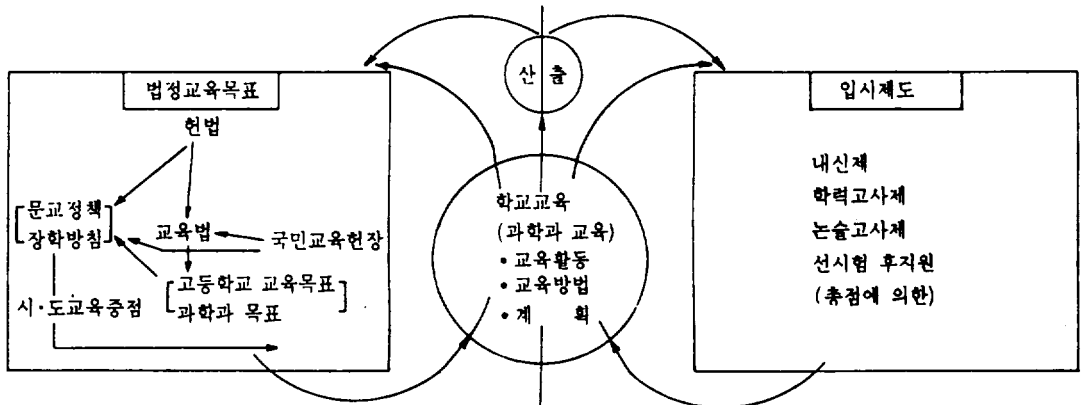 법정교육목표
헌법
문교정책
장학방침
교육법
국민교육헌장
고등학교 교육목표
과학과 목표
시·도교육중점
산출
학교교육
(과학과 교육)
• 교육활동
• 교육방법
• 계 획
입시제도
내신제
학력고사제
논술고사제
선시험 후지원
(총점에 의한)